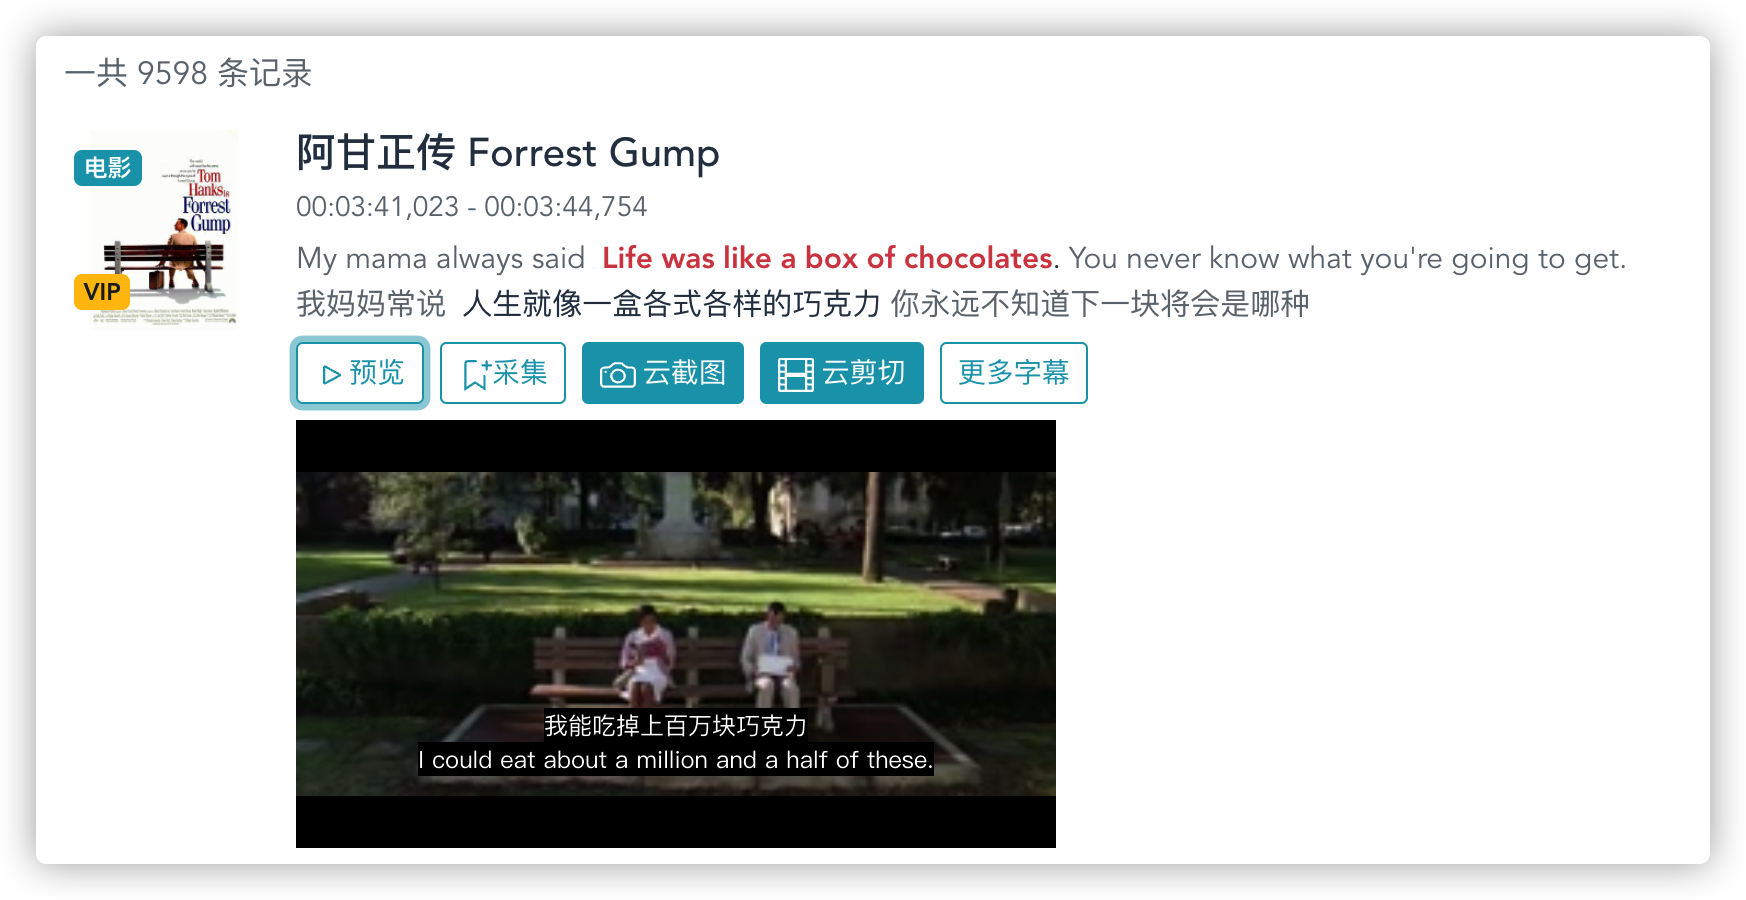 一共 9598 条记录
电影
Tom
Hanks is
Forrest
Gump
VIP
阿甘正传 Forrest Gump
00:03:41,023 - 00:03:44,754
My mama always said Life was like a box of chocolates. You never know what you're going to get.
我妈妈常说 人生就像一盒各式各样的巧克力 你永远不知道下一块将会是哪种
预览 采集 云截图 云剪切 更多字幕
我能吃掉上百万块巧克力
I could eat about a million and a half of these.